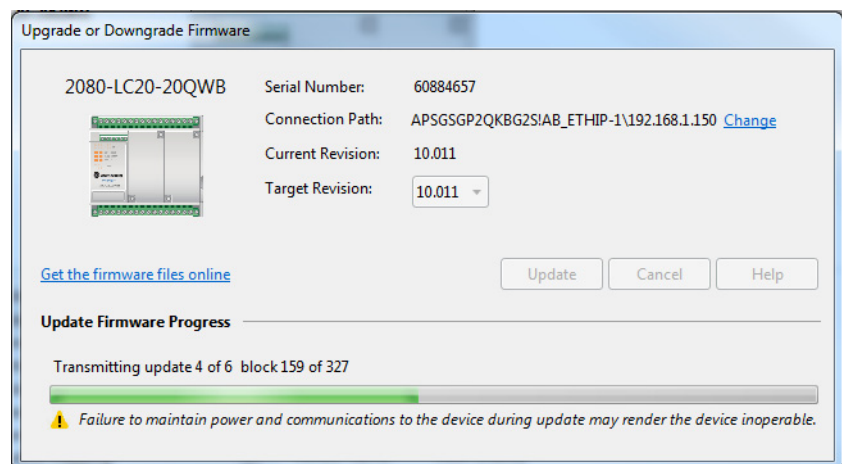 Upgrade or Downgrade Firmware
2080-LC20-20QWB
Serial Number: 60884657
Connection Path: APSGSGP2QKBG2S!AB_ETHIP-1\192.168.1.150 Change
Current Revision: 10.011
Target Revision: 10.011
Get the firmware files online
Update Cancel Help
Update Firmware Progress
Transmitting update 4 of 6 block 159 of 327
Failure to maintain power and communications to the device during update may render the device inoperable.